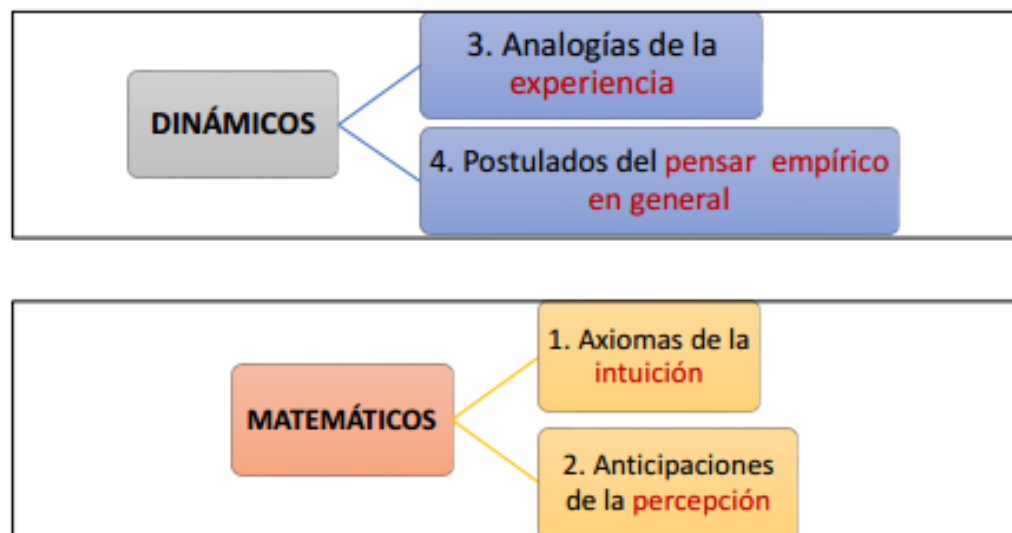 DINÁMICOS
3. Analogías de la
experiencia
4. Postulados del pensar empírico
en general
MATEMÁTICOS
1. Axiomas de la
intuición
2. Anticipaciones
de la percepción